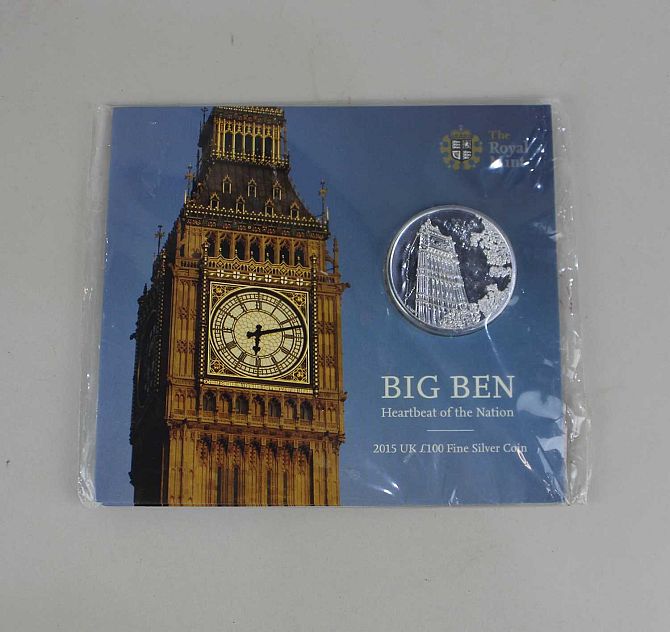 The
Royal
Mint
BIG BEN
Heartbeat of the Nation
2015 UK £100 Fine Silver Coin